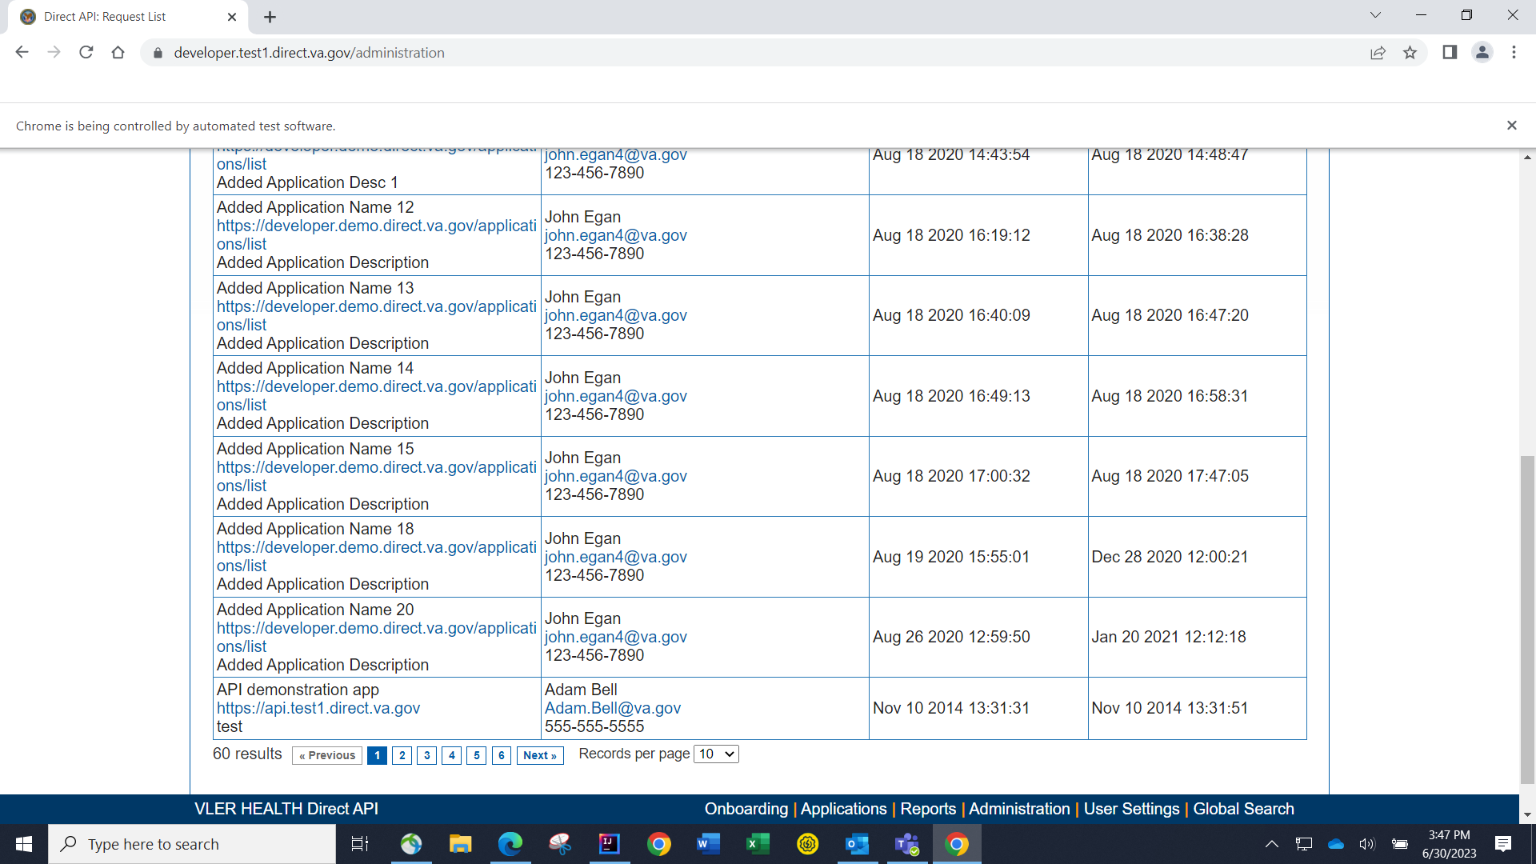 Direct API: Request List
developer.test1.direct.va.gov/administration
Chrome is being controlled by automated test software.
ons/list
Added Application Desc 1
john.egan4@va.gov
123-456-7890
Aug 18 2020 14:43:54
Aug 18 2020 14:48:47
Added Application Name 12
https://developer.demo.direct.va.gov/applicati
ons/list
Added Application Description
John Egan
john.egan4@va.gov
123-456-7890
Aug 18 2020 16:19:12
Aug 18 2020 16:38:28
Added Application Name 13
https://developer.demo.direct.va.gov/applicati
ons/list
Added Application Description
John Egan
john.egan4@va.gov
123-456-7890
Aug 18 2020 16:40:09
Aug 18 2020 16:47:20
Added Application Name 14
https://developer.demo.direct.va.gov/applicati
ons/list
Added Application Description
John Egan
john.egan4@va.gov
123-456-7890
Aug 18 2020 16:49:13
Aug 18 2020 16:58:31
Added Application Name 15
https://developer.demo.direct.va.gov/applicati
ons/list
Added Application Description
John Egan
john.egan4@va.gov
123-456-7890
Aug 18 2020 17:00:32
Aug 18 2020 17:47:05
Added Application Name 18
https://developer.demo.direct.va.gov/applicati
ons/list
Added Application Description
John Egan
john.egan4@va.gov
123-456-7890
Aug 19 2020 15:55:01
Dec 28 2020 12:00:21
Added Application Name 20
https://developer.demo.direct.va.gov/applicati
ons/list
Added Application Description
John Egan
john.egan4@va.gov
123-456-7890
Aug 26 2020 12:59:50
Jan 20 2021 12:12:18
API demonstration app
https://api.test1.direct.va.gov
test
Adam Bell
Adam.Bell@va.gov
555-555-5555
Nov 10 2014 13:31:31
Nov 10 2014 13:31:51
60 results « Previous 1 2 3 4 5 6 Next » Records per page 10
VLER HEALTH Direct API
Onboarding | Applications | Reports | Administration | User Settings | Global Search
Type here to search
3:47 PM
6/30/2023